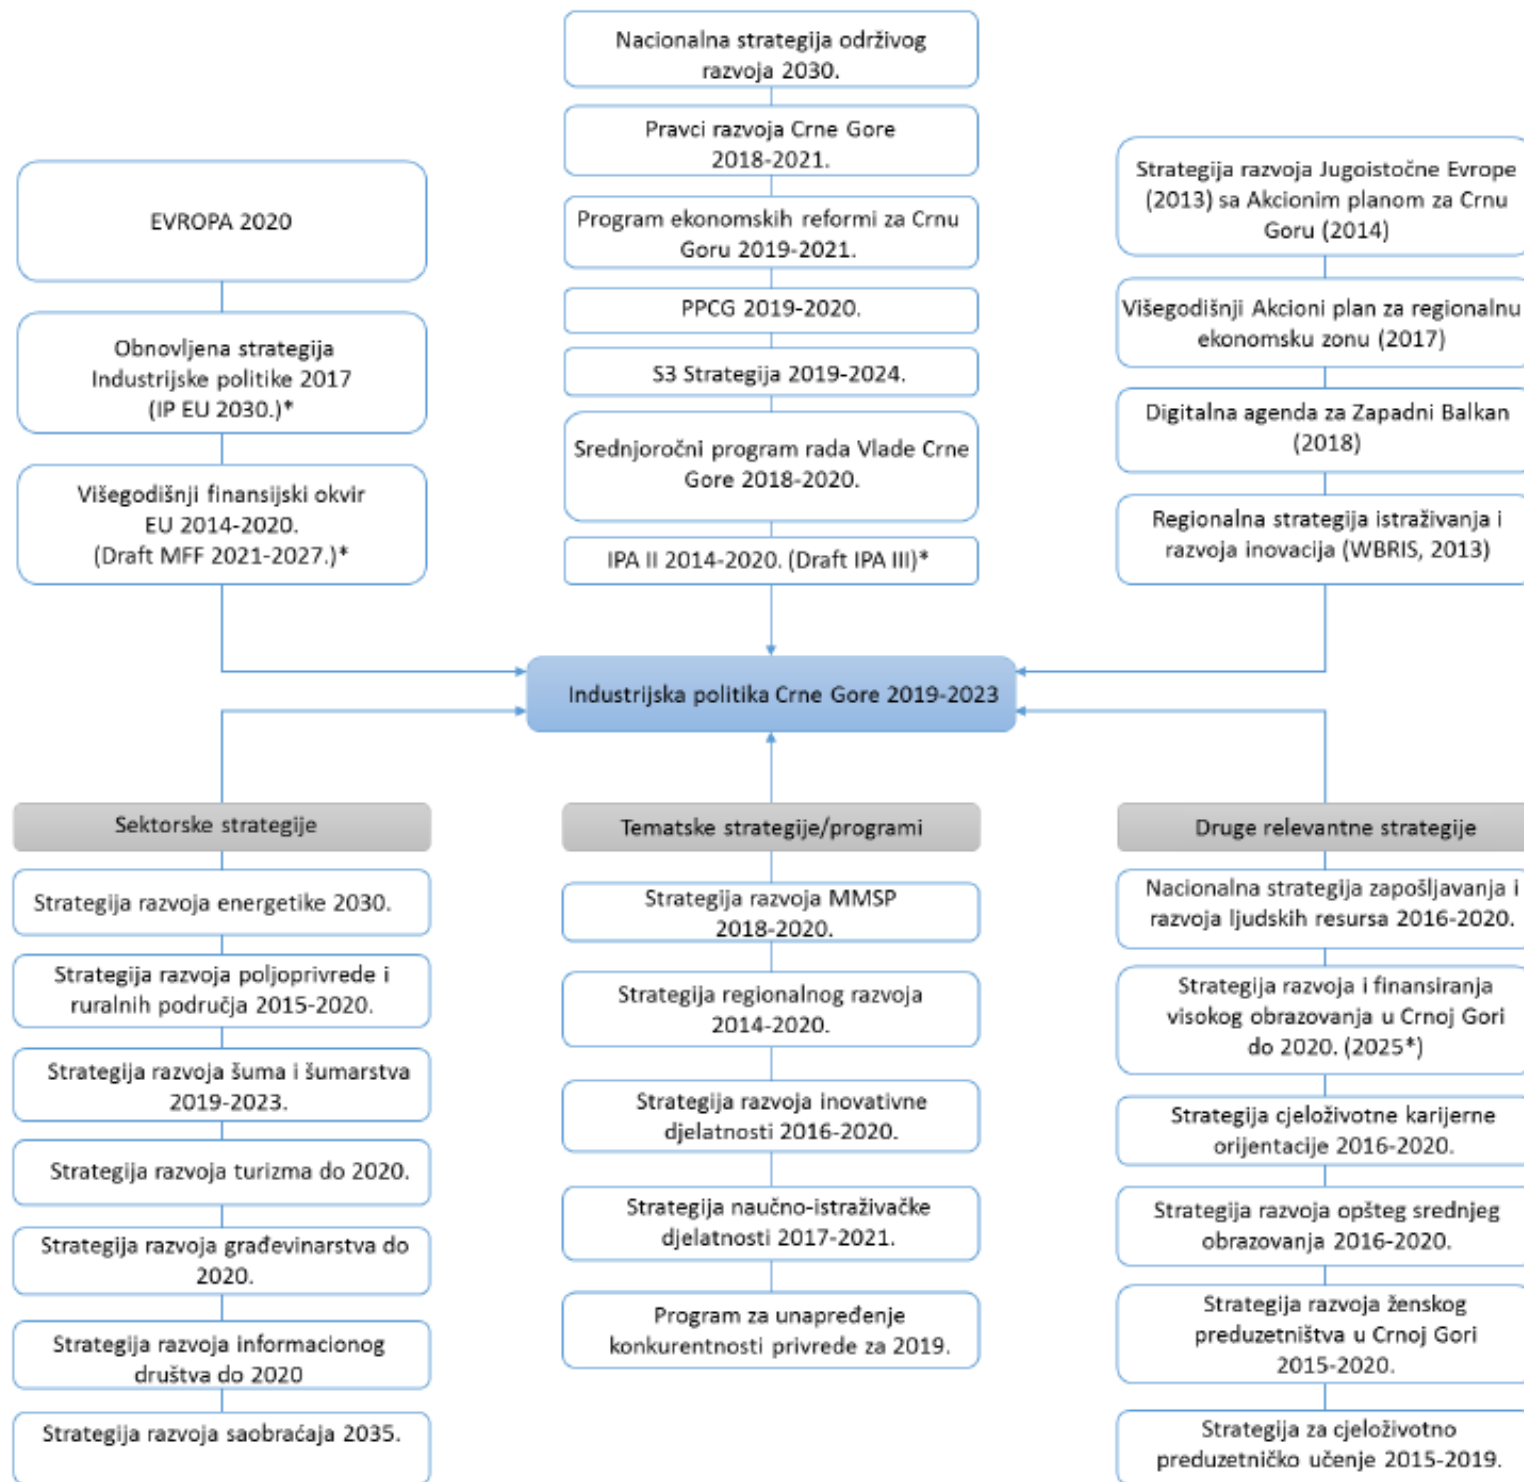 Nacionalna strategija održivog
razvoja 2030.
Pravci razvoja Crne Gore
2018-2021.
Program ekonomskih reformi za Crnu
Goru 2019-2021.
PPCG 2019-2020.
S3 Strategija 2019-2024.
Srednjoročni program rada Vlade Crne
Gore 2018-2020.
IPA II 2014-2020. (Draft IPA III)*
EVROPA 2020
Obnovljena strategija
Industrijske politike 2017
(IP EU 2030.)*
Višegodišnji finansijski okvir
EU 2014-2020.
(Draft MFF 2021-2027.)*
Strategija razvoja Jugoistočne Evrope
(2013) sa Akcionim planom za Crnu
Goru (2014)
Višegodišnji Akcioni plan za regionalnu
ekonomsku zonu (2017)
Digitalna agenda za Zapadni Balkan
(2018)
Regionalna strategija istraživanja i
razvoja inovacija (WBRIS, 2013)
Industrijska politika Crne Gore 2019-2023
Sektorske strategije
Strategija razvoja energetike 2030.
Strategija razvoja poljoprivrede i
ruralnih područja 2015-2020.
Strategija razvoja šuma i šumarstva
2019-2023.
Strategija razvoja turizma do 2020.
Strategija razvoja građevinarstva do
2020.
Strategija razvoja informacionog
društva do 2020
Strategija razvoja saobraćaja 2035.
Tematske strategije/programi
Strategija razvoja MMSP
2018-2020.
Strategija regionalnog razvoja
2014-2020.
Strategija razvoja inovativne
djelatnosti 2016-2020.
Strategija naučno-istraživačke
djelatnosti 2017-2021.
Program za unapređenje
konkurentnosti privrede za 2019.
Druge relevantne strategije
Nacionalna strategija zapošljavanja i
razvoja ljudskih resursa 2016-2020.
Strategija razvoja i finansiranja
visokog obrazovanja u Crnoj Gori
do 2020. (2025*)
Strategija cjeloživotne karijerne
orijentacije 2016-2020.
Strategija razvoja opšteg srednjeg
obrazovanja 2016-2020.
Strategija razvoja ženskog
preduzetništva u Crnoj Gori
2015-2020.
Strategija za cjeloživotno
preduzetničko učenje 2015-2019.